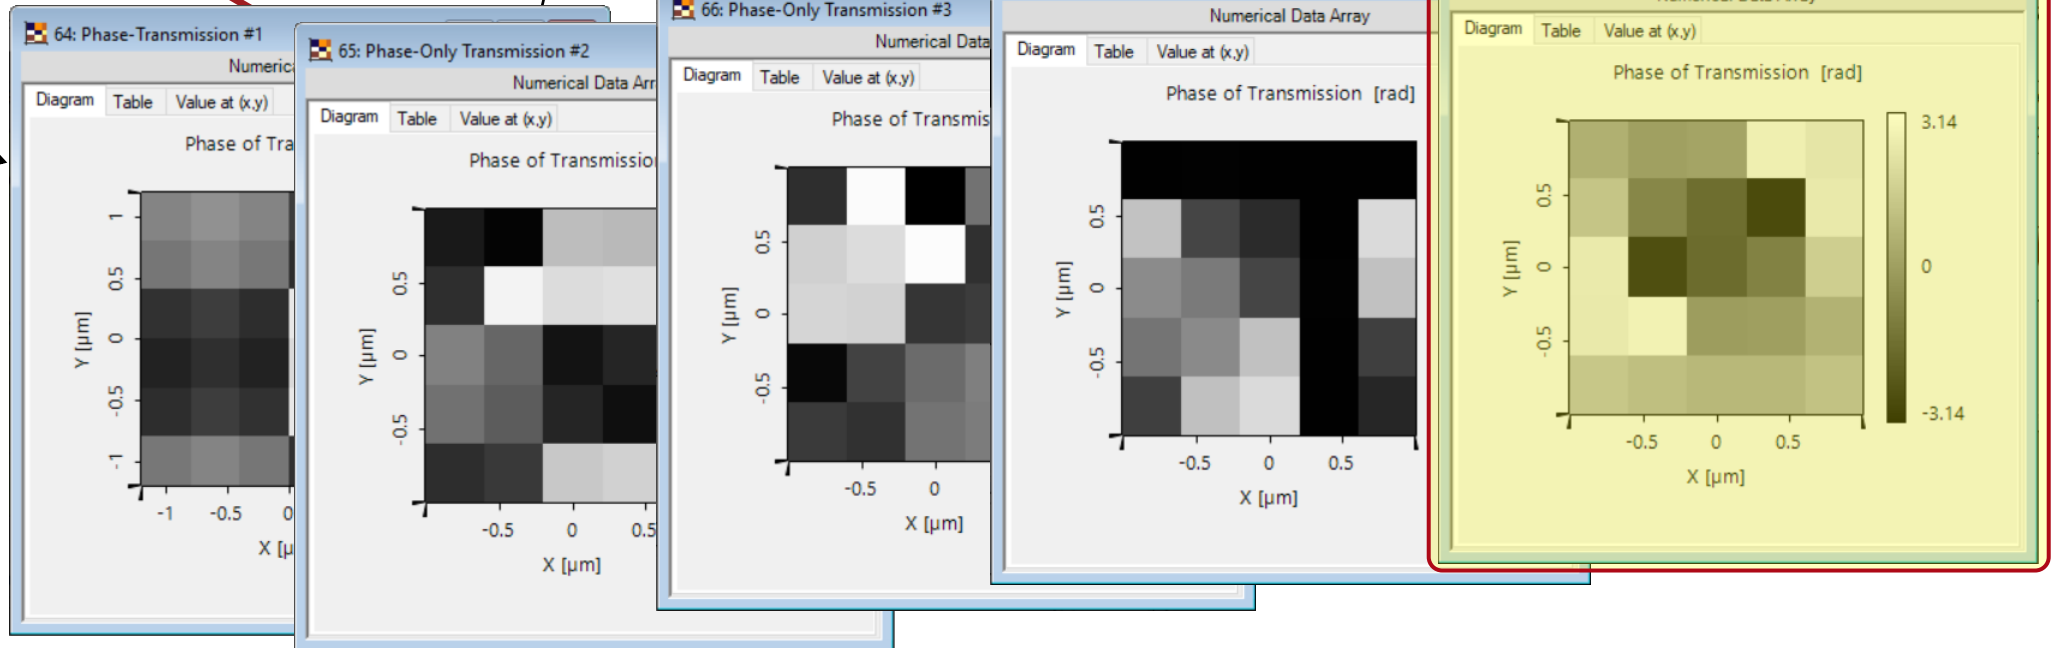 64: Phase-Transmission #1
Numeric
Diagram Table Value at (x,y)
Phase of Tra
1
0.5
0
-0.5
-1
Y [µm]
-1 -0.5 0
X [µ
65: Phase-Only Transmission #2
Numerical Data Arr
Diagram Table Value at (x,y)
Phase of Transmissio
0.5
0
-0.5
Y [µm]
-0.5 0 0.5
X [µm]
66: Phase-Only Transmission #3
Numerical Data
Diagram Table Value at (x,y)
Phase of Transmis
0.5
0
-0.5
Y [µm]
-0.5 0
X [µm]
Numerical Data Array
Diagram Table Value at (x,y)
Phase of Transmission [rad]
0.5
0
-0.5
Y [µm]
-0.5 0 0.5
X [µm]
Numerical Data Array
Diagram Table Value at (x,y)
Phase of Transmission [rad]
0.5
0
-0.5
Y [µm]
-0.5 0 0.5
X [µm]
3.14
0
-3.14